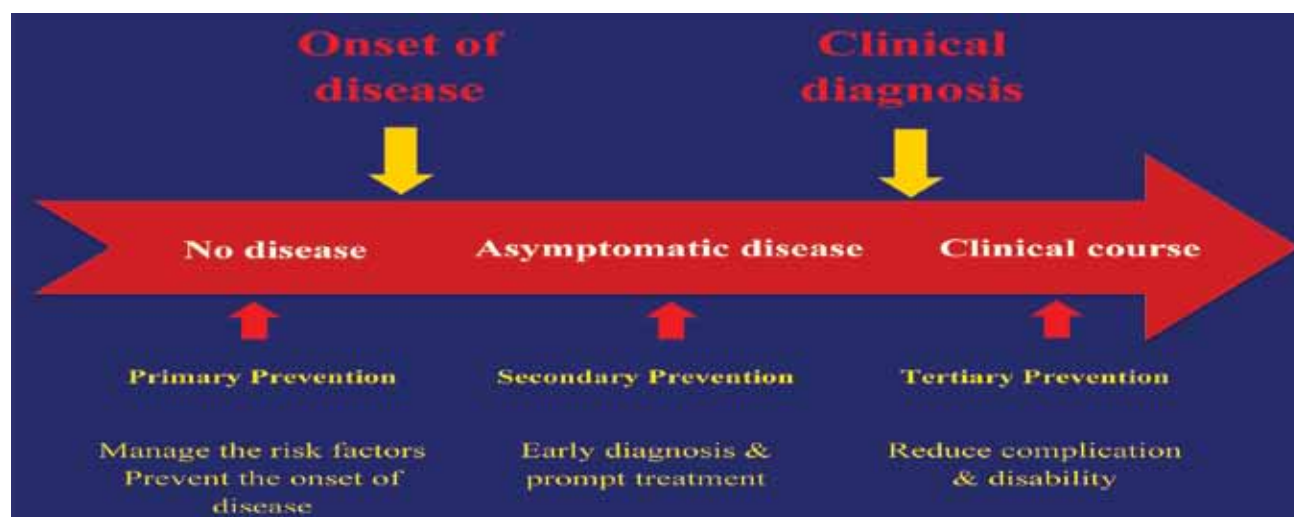 Onset of
disease
Clinical
diagnosis
No disease
Asymptomatic disease
Clinical course
Primary Prevention
Manage the risk factors
Prevent the onset of
disease
Secondary Prevention
Early diagnosis &
prompt treatment
Tertiary Prevention
Reduce complication
& disability